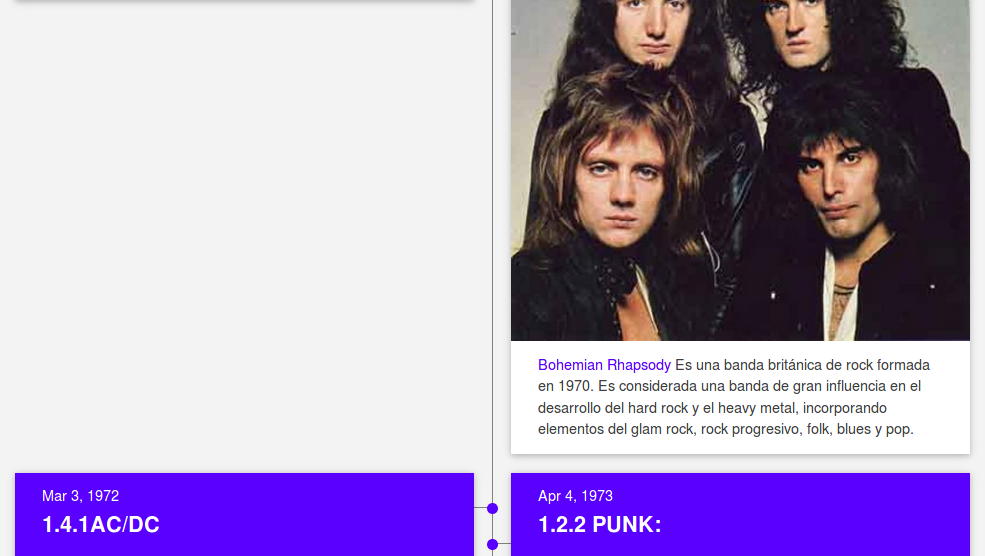 Bohemian Rhapsody Es una banda británica de rock formada
en 1970. Es considerada una banda de gran influencia en el
desarrollo del hard rock y el heavy metal, incorporando
elementos del glam rock, rock progresivo, folk, blues y pop.
Mar 3, 1972
1.4.1AC/DC
Apr 4, 1973
1.2.2 PUNK: